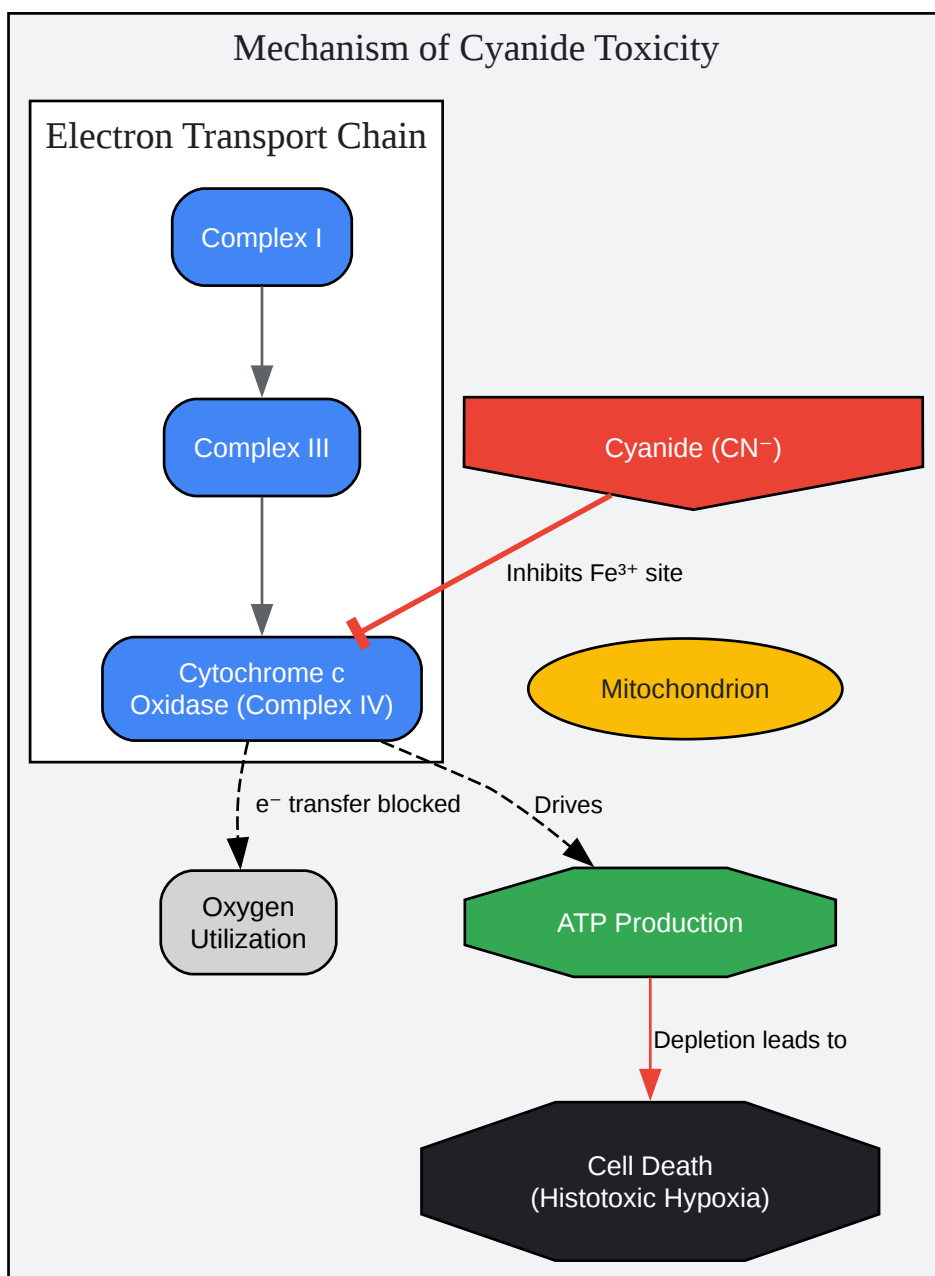 Mechanism of Cyanide Toxicity
Electron Transport Chain
Complex I
Complex III
Cyanide (CN⁻)
Inhibits Fe³⁺ site
Cytochrome c
Oxidase (Complex IV)
Mitochondrion
e⁻ transfer blocked
Drives
Oxygen
Utilization
ATP Production
Depletion leads to
Cell Death
(Histotoxic Hypoxia)